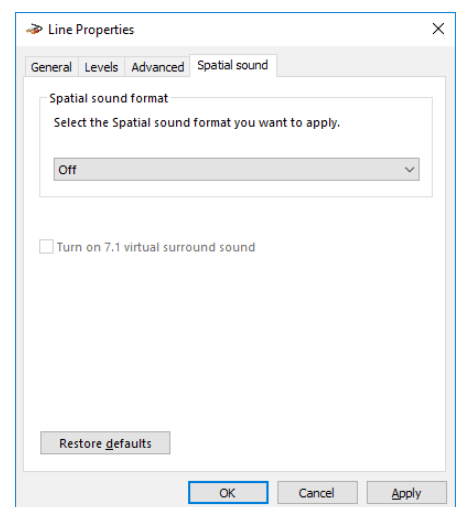 Line Properties
General Levels Advanced Spatial sound
Spatial sound format
Select the Spatial sound format you want to apply.
Off
Turn on 7.1 virtual surround sound
Restore defaults
OK Cancel Apply